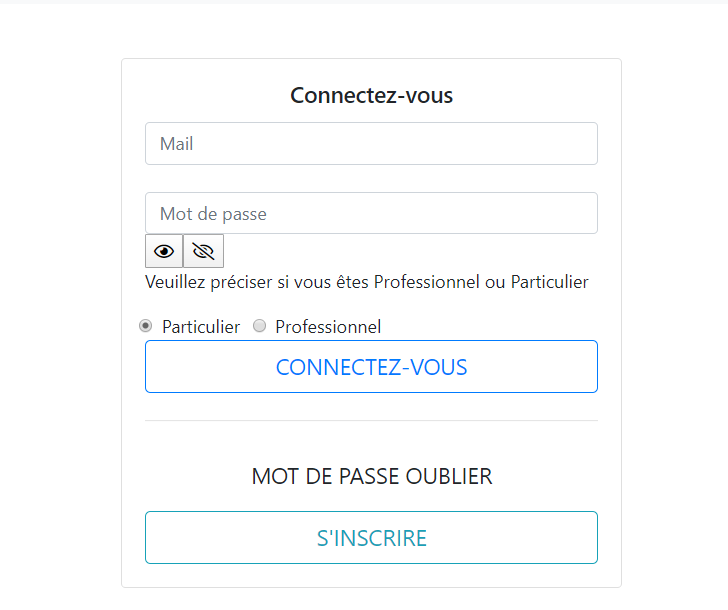 Connectez-vous
Mail
Mot de passe
Veuillez préciser si vous êtes Professionnel ou Particulier
Particulier Professionnel
CONNECTEZ-VOUS
MOT DE PASSE OUBLIER
S'INSCRIRE